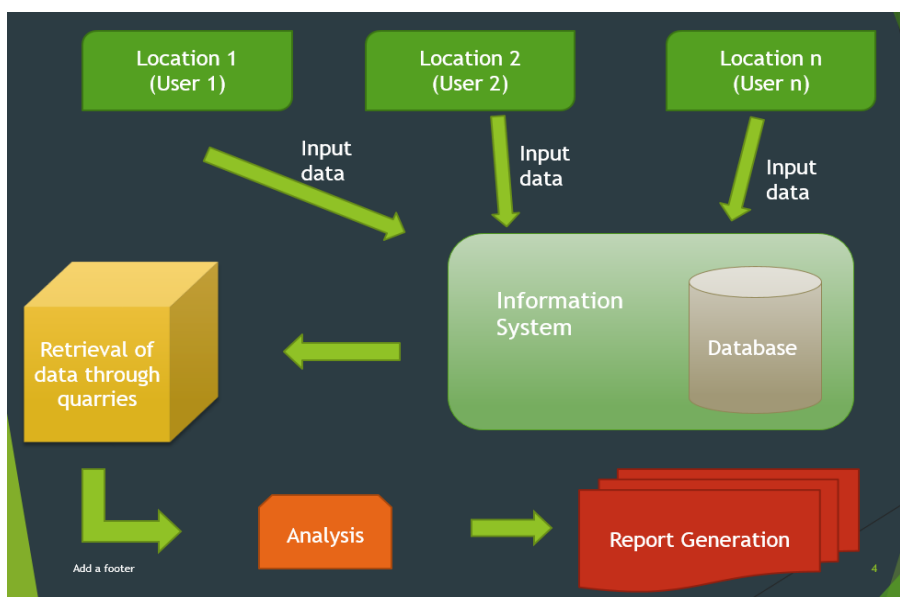 Location 1
(User 1)
Location 2
(User 2)
Location n
(User n)
Input
data
Input
data
Input
data
Information
System
Database
Retrieval of
data through
quarries
Analysis
Report Generation
Add a footer
4